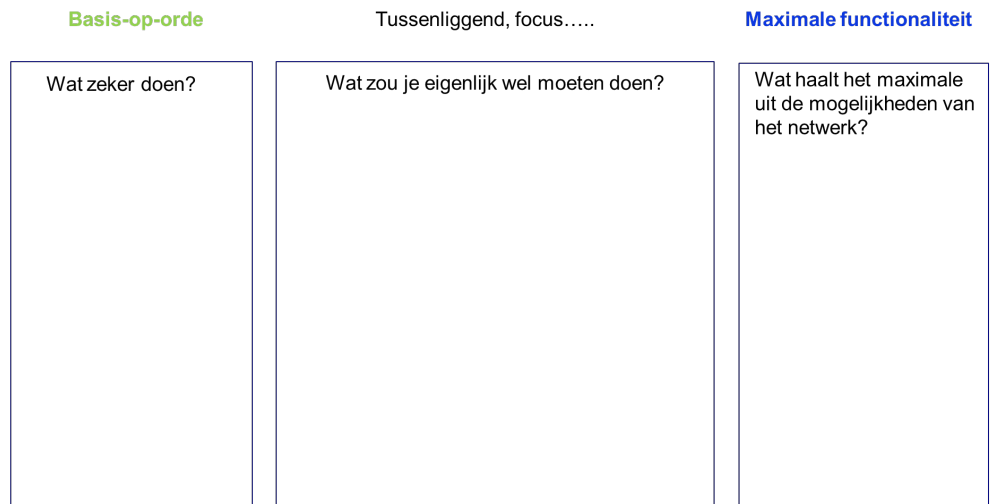 Basis-op-orde
Tussenliggend, focus…..
Maximale functionaliteit
Wat zeker doen?
Wat zou je eigenlijk wel moeten doen?
Wat haalt het maximale
uit de mogelijkheden van
het netwerk?